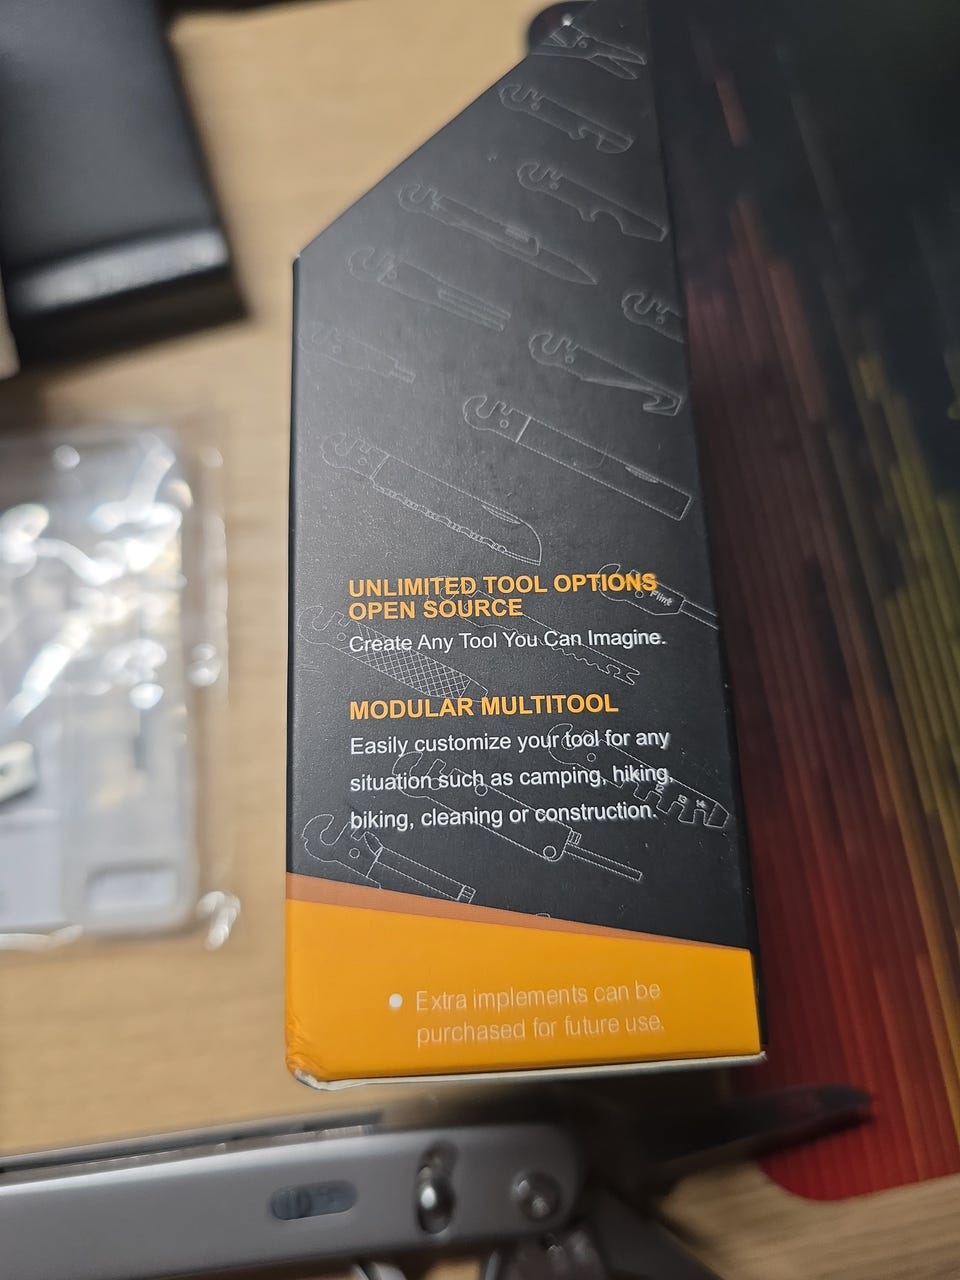 UNLIMITED TOOL OPTIONS
OPEN SOURCE
Create Any Tool You Can Imagine.
Flint
MODULAR MULTITOOL
Easily customize your tool for any
situation such as camping, hiking,
biking, cleaning or construction.
• Extra implements can be
purchased for future use.